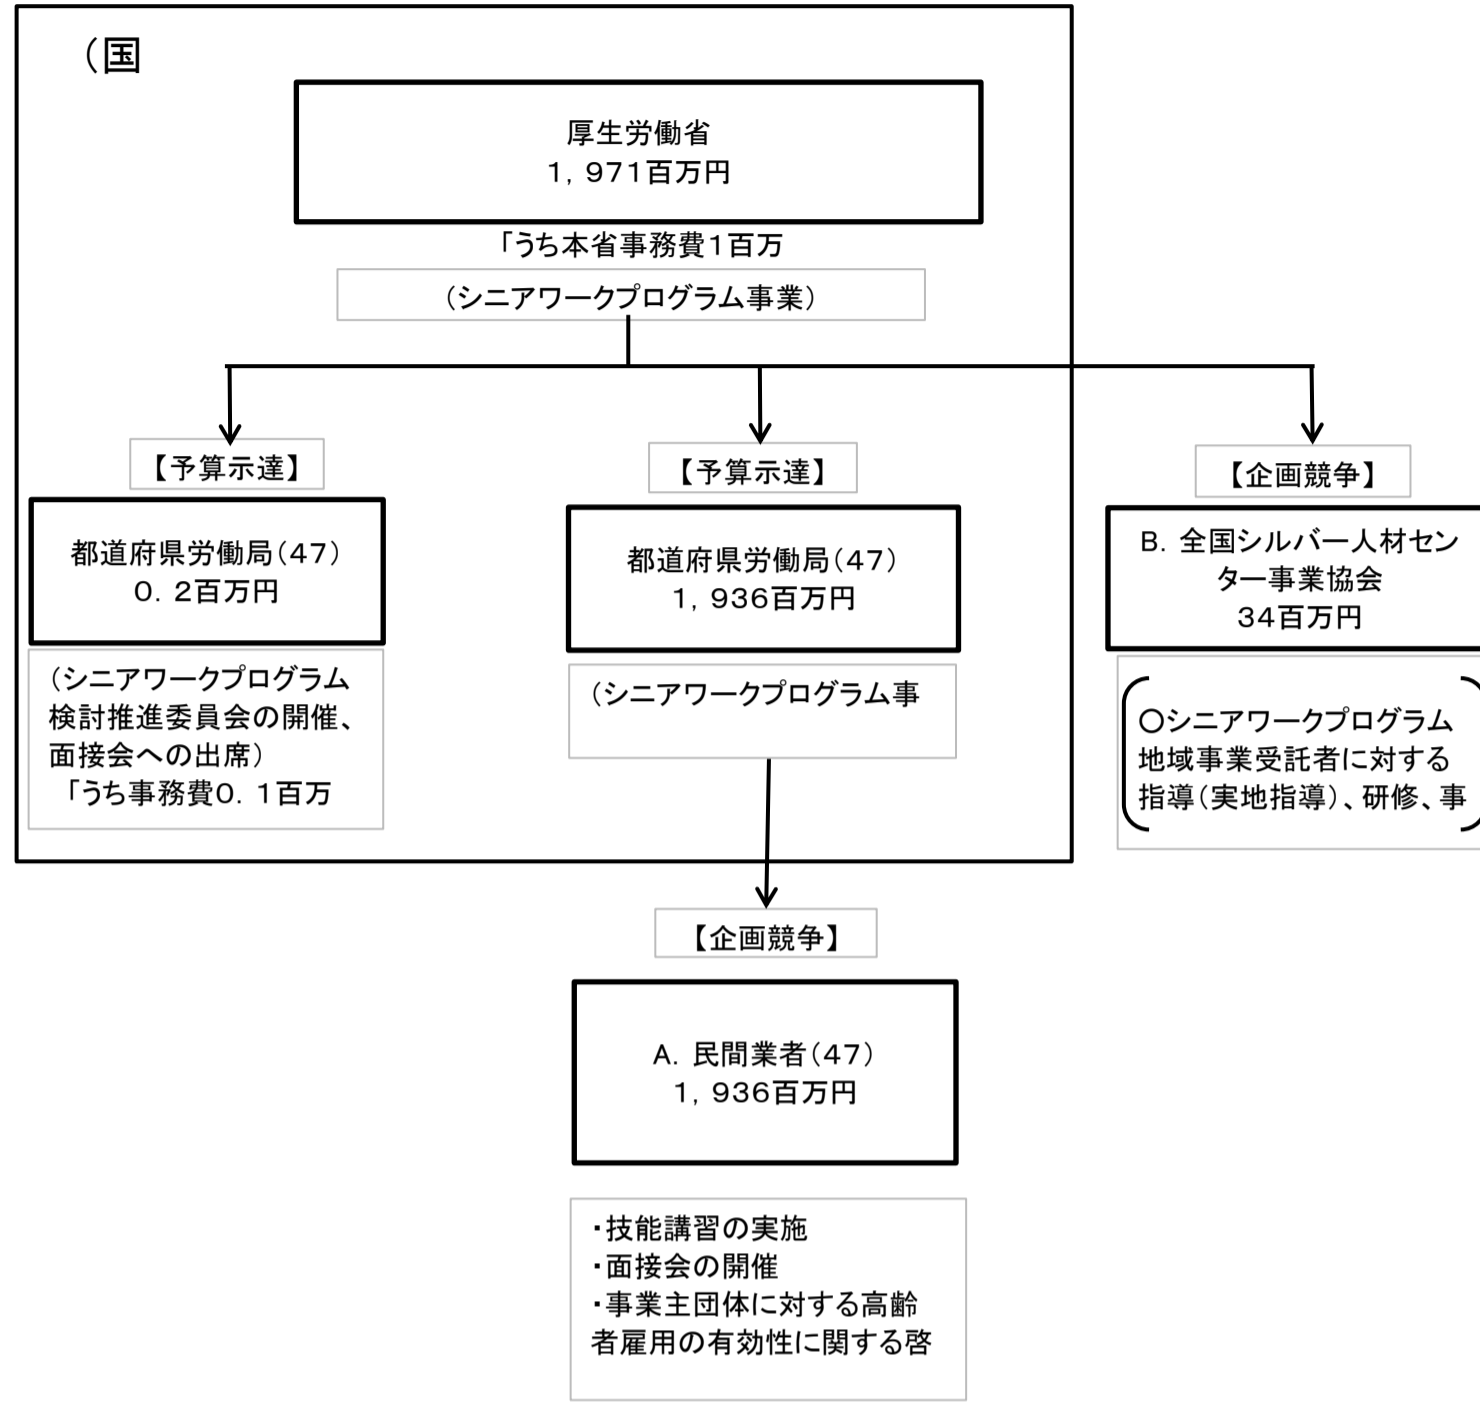 （国
厚生労働省
１，９７１百万円
「うち本省事務費１百万
（シニアワークプログラム事業）
【予算示達】
都道府県労働局（４７）
０．２百万円
（シニアワークプログラム
検討推進委員会の開催、
面接会への出席）
「うち事務費０．１百万
【予算示達】
都道府県労働局（４７）
１，９３６百万円
（シニアワークプログラム事
【企画競争】
B．全国シルバー人材セン
ター事業協会
３４百万円
○シニアワークプログラム
地域事業受託者に対する
指導（実地指導）、研修、事
【企画競争】
A．民間業者（４７）
１，９３６百万円
・技能講習の実施
・面接会の開催
・事業主団体に対する高齢
者雇用の有効性に関する啓